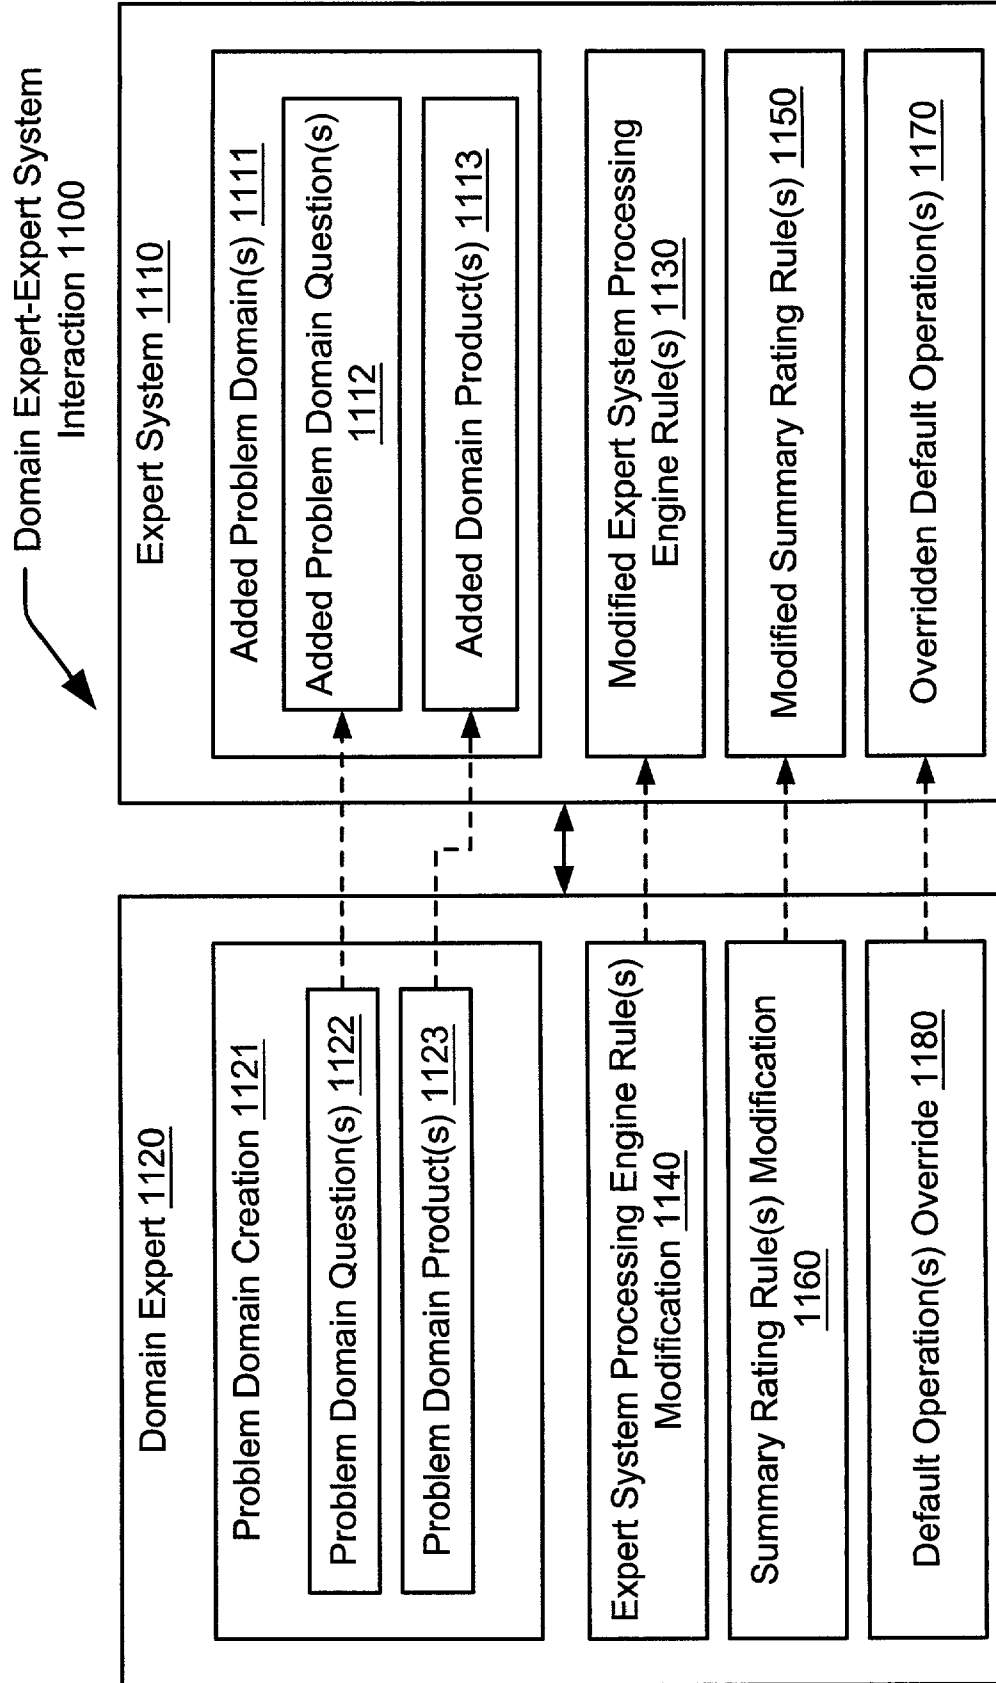 Domain Expert-Expert System
Interaction 1100
Domain Expert 1120
Problem Domain Creation 1121
Problem Domain Question(s) 1122
Problem Domain Product(s) 1123
Expert System Processing Engine Rule(s)
Modification 1140
Summary Rating Rule(s) Modification
1160
Default Operation(s) Override 1180
Expert System 1110
Added Problem Domain(s) 1111
Added Problem Domain Question(s)
1112
Added Domain Product(s) 1113
Modified Expert System Processing
Engine Rule(s) 1130
Modified Summary Rating Rule(s) 1150
Overridden Default Operation(s) 1170